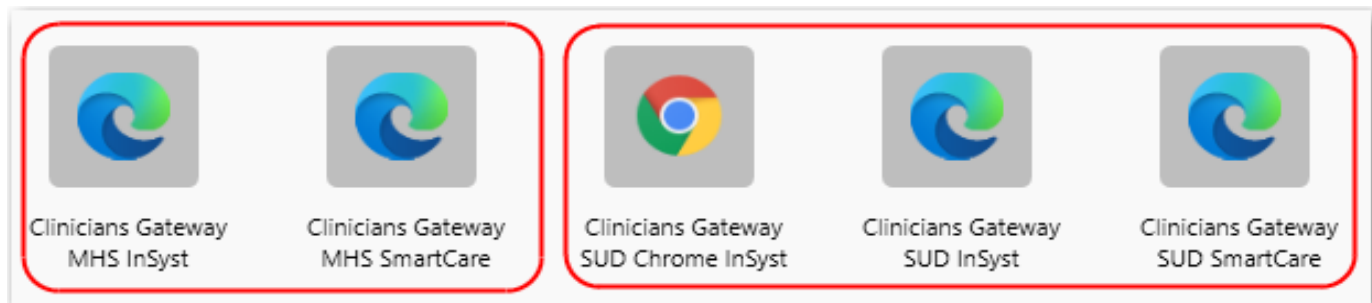 Clinicians Gateway
MHS InSyst
Clinicians Gateway
MHS SmartCare
Clinicians Gateway
SUD Chrome InSyst
Clinicians Gateway
SUD InSyst
Clinicians Gateway
SUD SmartCare